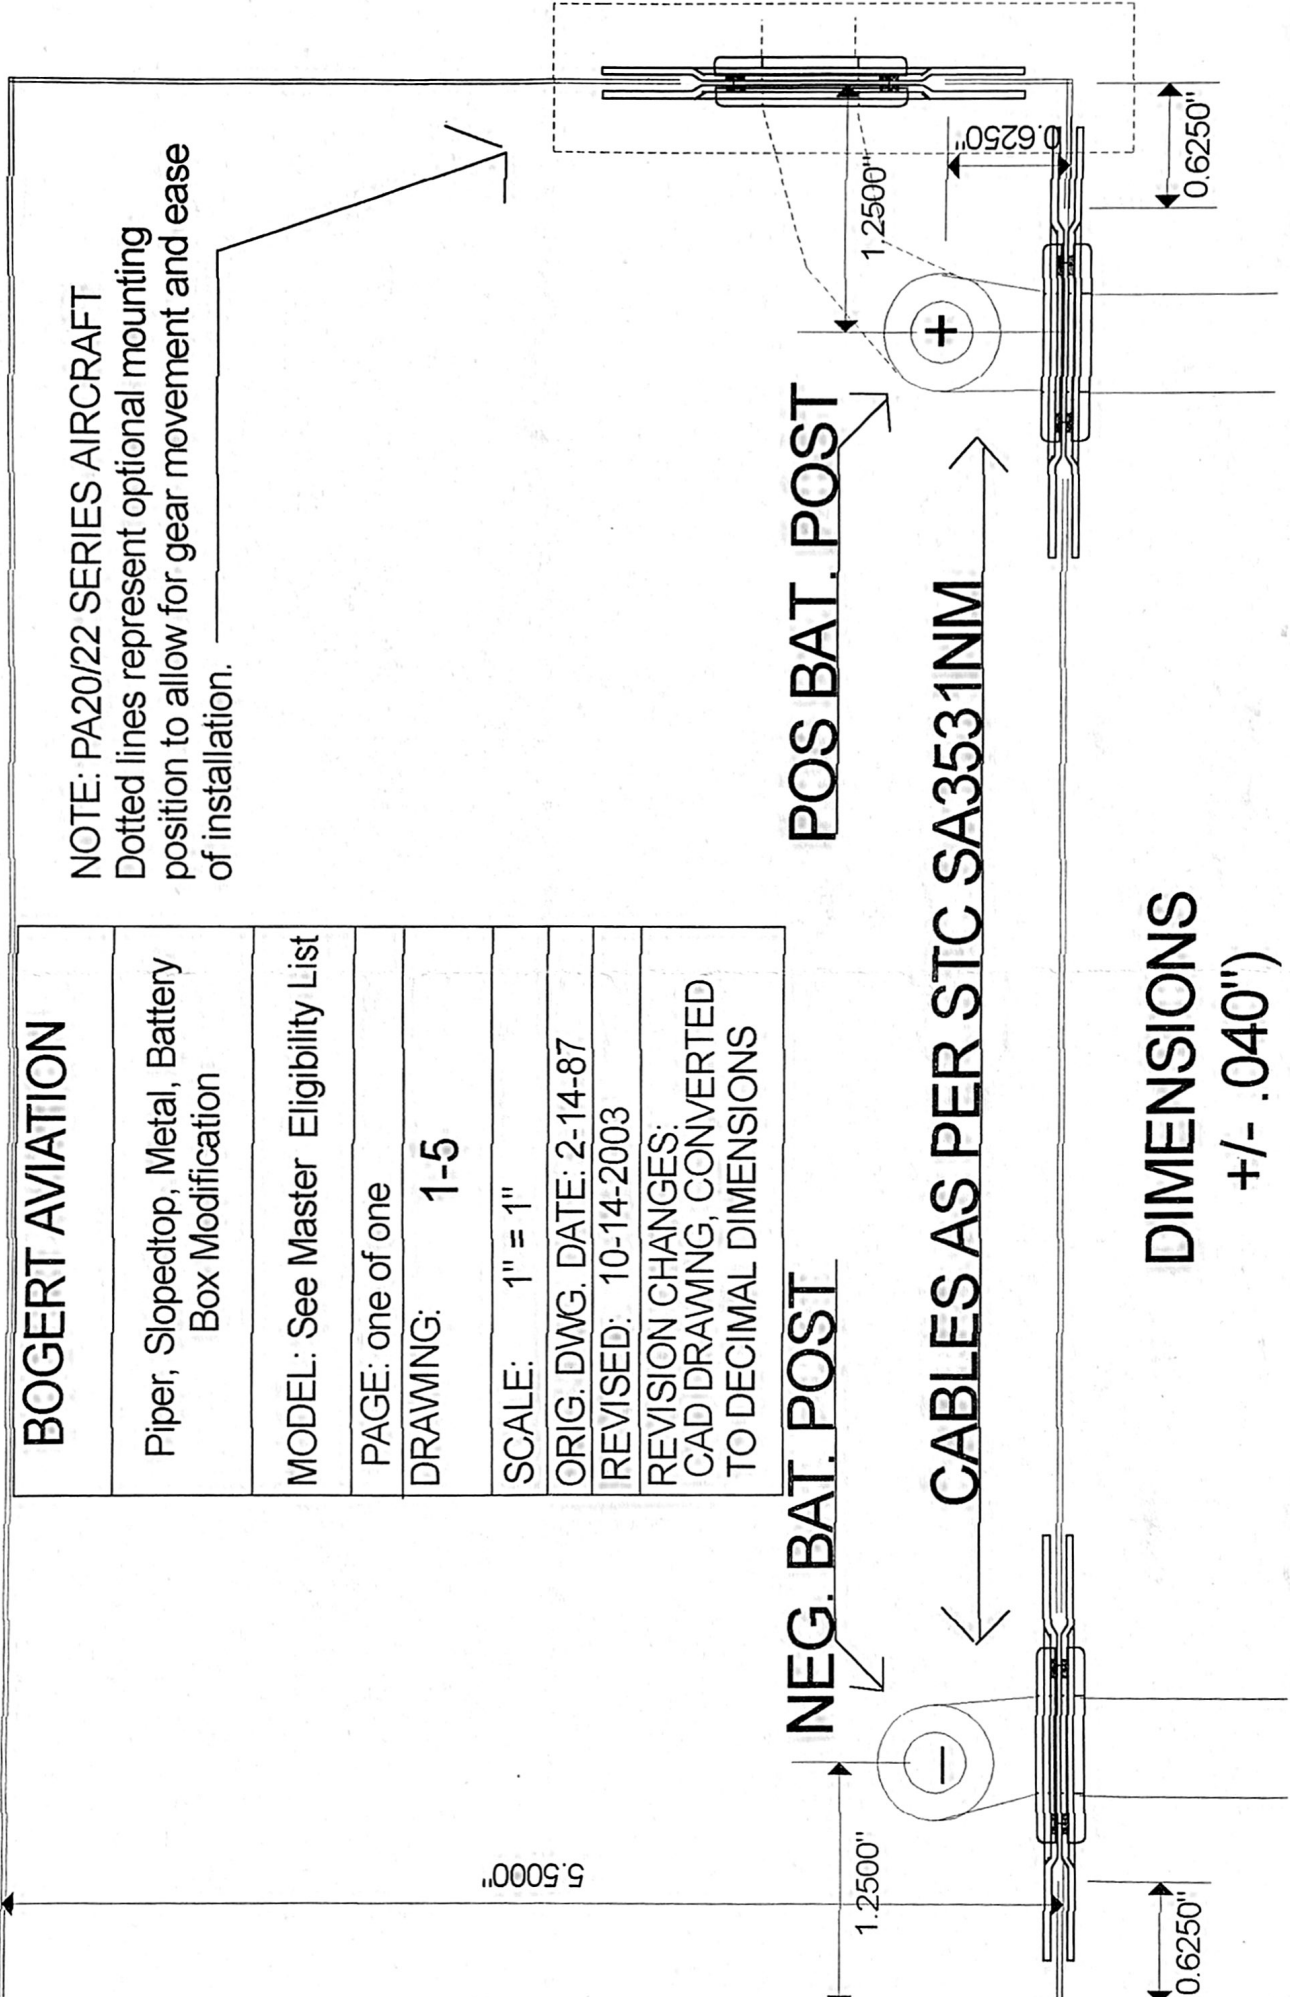 BOGERT AVIATION
Piper, Slopedtop, Metal, Battery
Box Modification
MODEL: See Master Eligibility List
PAGE: one of one
DRAWING: 1-5
SCALE: 1" = 1"
ORIG. DWG. DATE: 2-14-87
REVISED: 10-14-2003
REVISION CHANGES:
CAD DRAWING, CONVERTED
TO DECIMAL DIMENSIONS
NOTE: PA20/22 SERIES AIRCRAFT
Dotted lines represent optional mounting
position to allow for gear movement and ease
of installation.
5.5000"
NEG. BAT. POST
POS BAT. POST
1.2500"
1.2500"
0.6250"
−
+
CABLES AS PER STC SA3531NM
0.6250"
0.6250"
DIMENSIONS
+/- .040")